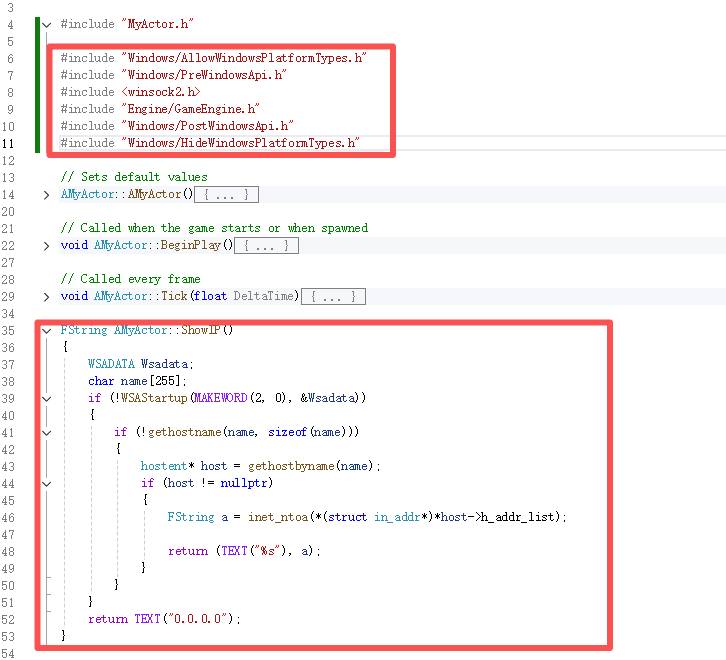 3
4 #include "MyActor.h"
5
6 #include "Windows/AllowWindowsPlatformTypes.h"
7 #include "Windows/PreWindowsApi.h"
8 #include <winsock2.h>
9 #include "Engine/GameEngine.h"
10 #include "Windows/PostWindowsApi.h"
11 #include "Windows/HideWindowsPlatformTypes.h"
12
13 // Sets default values
14 AMyActor::AMyActor() { ... }
20
21 // Called when the game starts or when spawned
22 void AMyActor::BeginPlay() { ... }
27
28 // Called every frame
29 void AMyActor::Tick(float DeltaTime) { ... }
34
35 FString AMyActor::ShowIP()
36 {
37 WSADATA Wsadata;
38 char name[255];
39 if (!WSAStartup(MAKEWORD(2, 0), &Wsadata))
40 {
41 if (!gethostname(name, sizeof(name)))
42 {
43 hostent* host = gethostbyname(name);
44 if (host != nullptr)
45 {
46 FString a = inet_ntoa(*(struct in_addr*)*host->h_addr_list);
47
48 return (TEXT("%s"), a);
49 }
50 }
51 }
52 return TEXT("0.0.0.0");
53 }
54